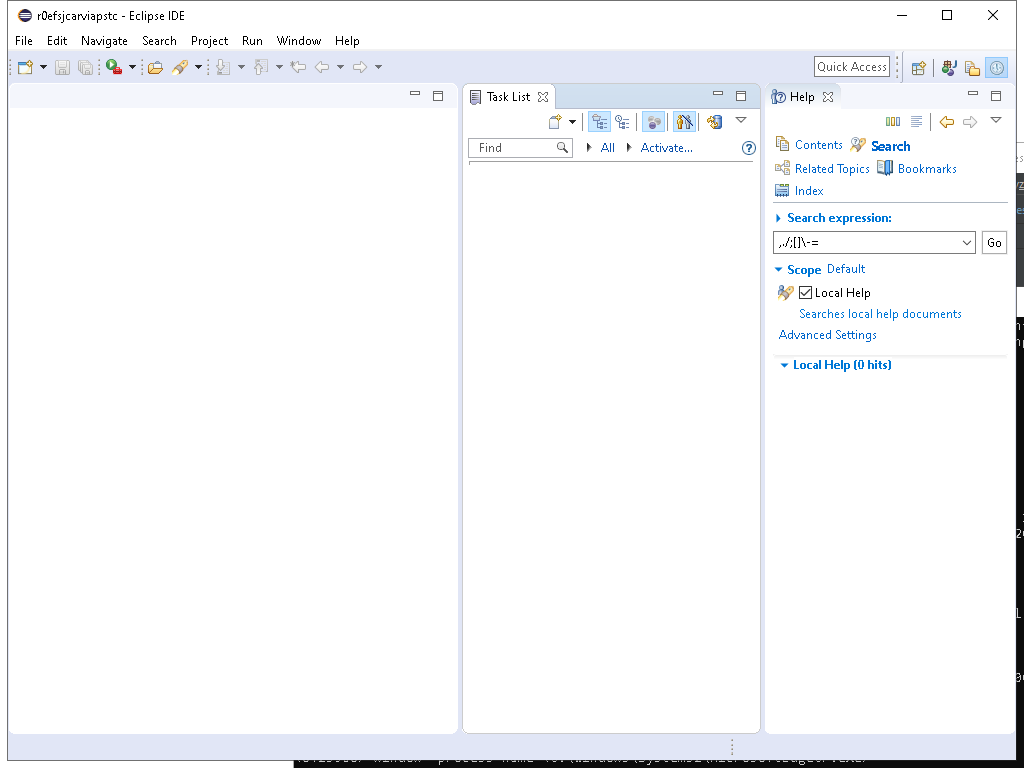 r0efsjcarviapstc - Eclipse IDE
File Edit Navigate Search Project Run Window Help
Quick Access
Task List
Help
Contents Search
Find All Activate...
Related Topics Bookmarks
Index
Search expression:
,./;[]\-=
Go
Scope Default
Local Help
Searches local help documents
Advanced Settings
Local Help (0 hits)